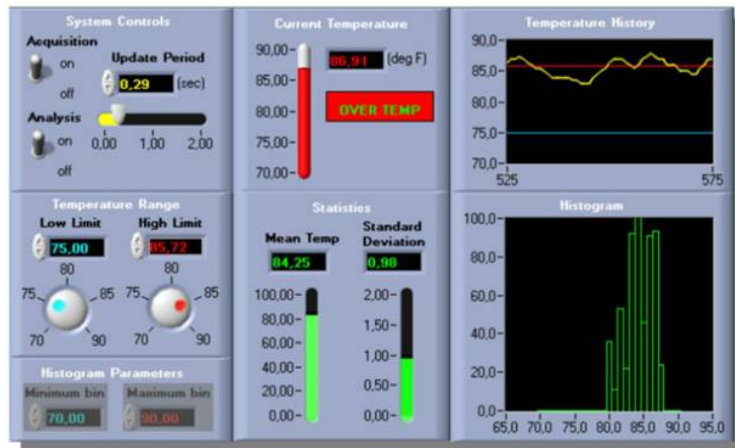 System Controls
Acquisition
on
off
Update Period
0,29 (sec)
Analysis
on
off
0,00 1,00 2,00
Current Temperature
90,00
85,00
80,00
75,00
70,00
86,91 (deg F)
OVER TEMP
Temperature History
90,0
85,0
80,0
75,0
70,0
525 575
Temperature Range
Low Limit High Limit
75,00 85,72
80 80
75 85 75 85
70 90 70 90
Histogram Parameters
Minimum bin Maximum bin
70,00 90,00
Statistics
Mean Temp
84,25
Standard
Deviation
0,98
100,00
80,00
60,00
40,00
20,00
0,00
2,00
1,50
1,00
0,50
0,00
Histogram
100,0
80,0
60,0
40,0
20,0
0,0
65,0 70,0 75,0 80,0 85,0 90,0 95,0